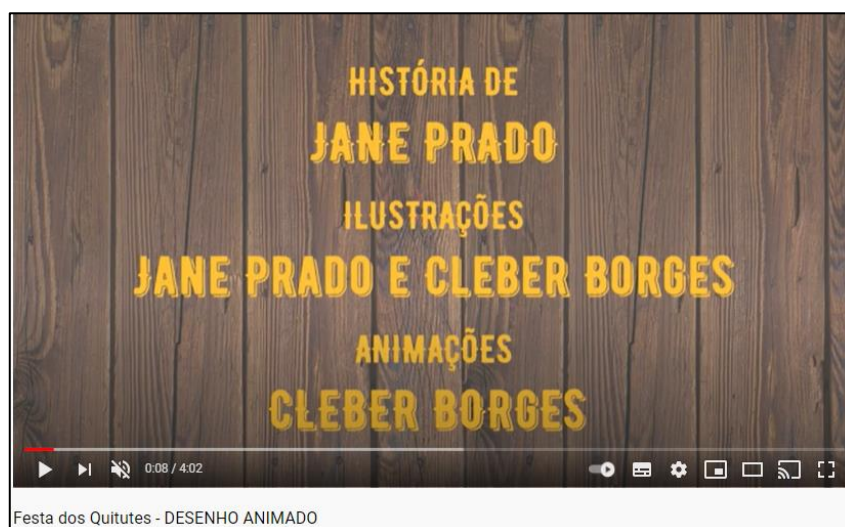 HISTÓRIA DE
JANE PRADO
ILUSTRAÇÕES
JANE PRADO E CLEBER BORGES
ANIMAÇÕES
CLEBER BORGES
0:08 / 4:02
Festa dos Quitutes - DESENHO ANIMADO